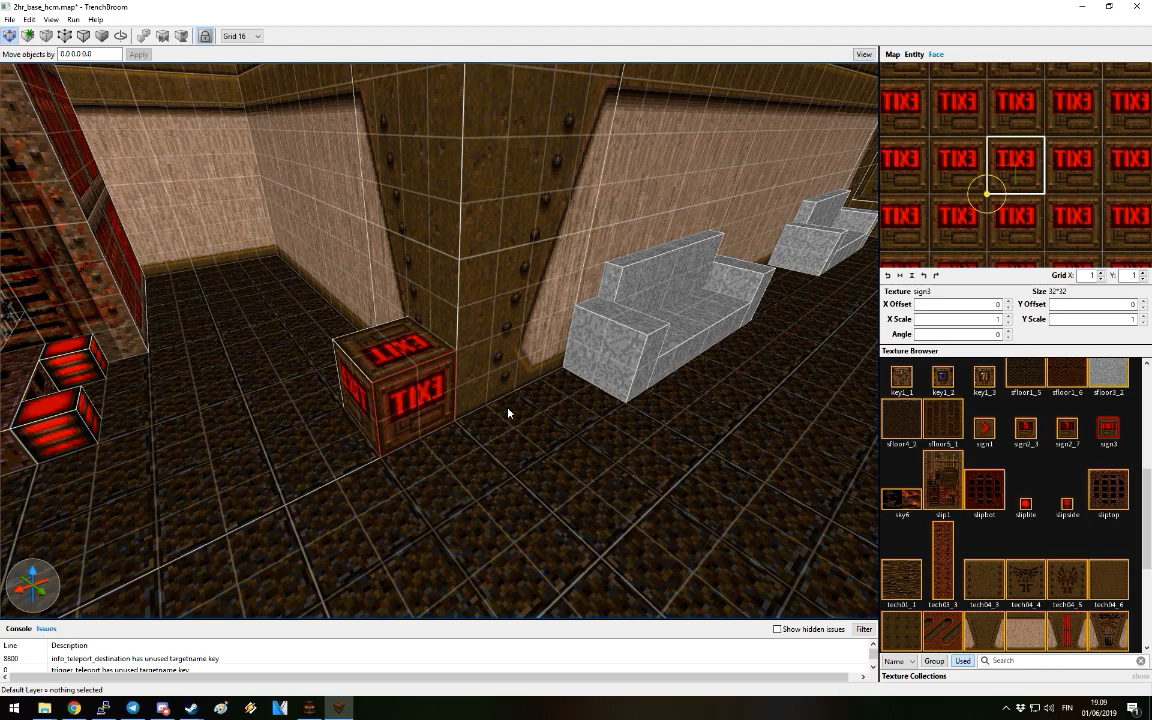 2hr_base_hcm.map* - TrenchBroom
File Edit View Run Help
Grid 16
Move objects by 0.0 0.0 0.0 Apply View
Map Entity Face
EXIT
EXIT
Grid X: 1 Y: 1
Texture sign3 Size 32*32
X Offset 0 Y Offset 0
X Scale 1 Y Scale 1
Angle 0
Texture Browser
key1_1 key1_2 key1_3 sfloor1_5 sfloor1_6 sfloor3_2
sfloor4_2 sfloor5_1 sign1 sign2_3 sign2_7 sign3
sky6 slip1 slipbot sliplite slipside sliptop
tech01_1 tech03_3 tech04_3 tech04_4 tech04_5 tech04_6
Console Issues
Show hidden issues Filter
Line Description
8800 info_teleport_destination has unused targetname key
0 trigger_teleport has unused targetname key
Name Group Used Search
Texture Collections show
Default Layer » nothing selected
FIN
19.09
01/06/2019